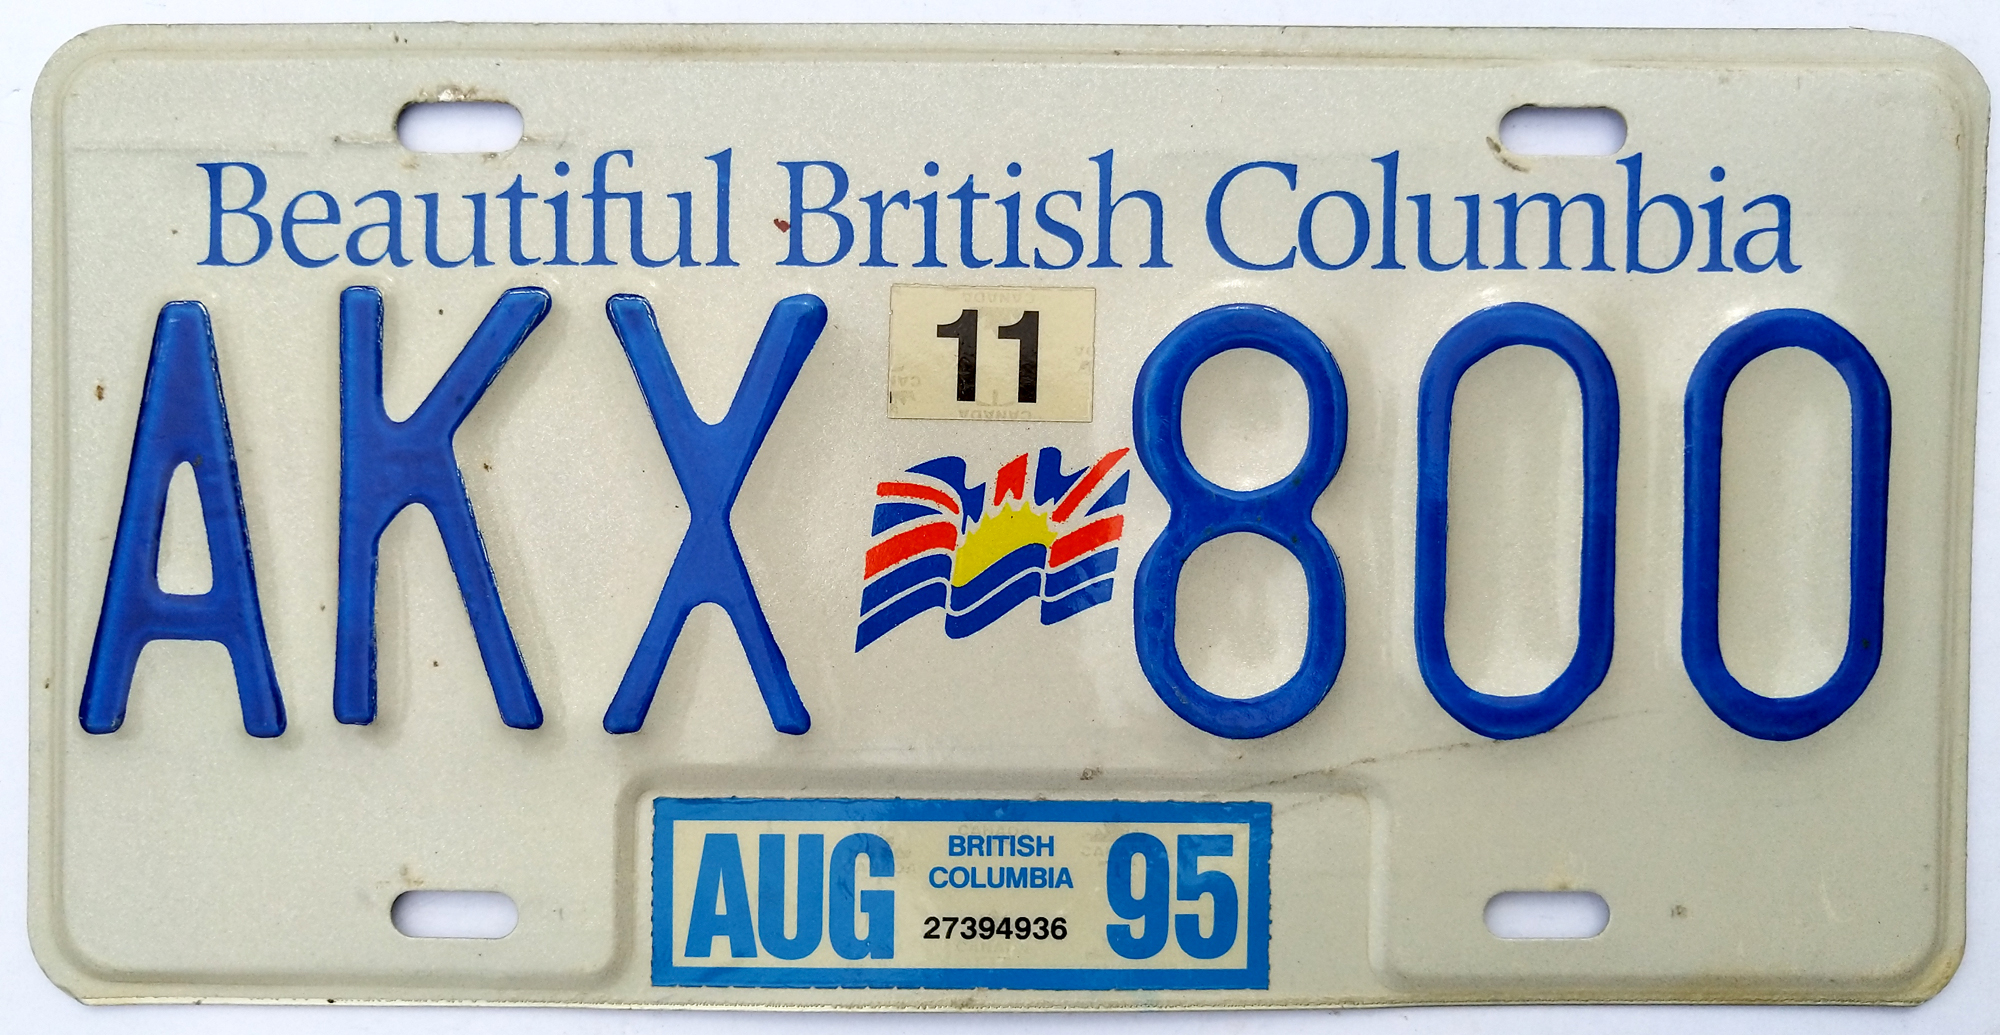 Beautiful British Columbia
11
AKX 800
AUG BRITISH COLUMBIA 27394936 95